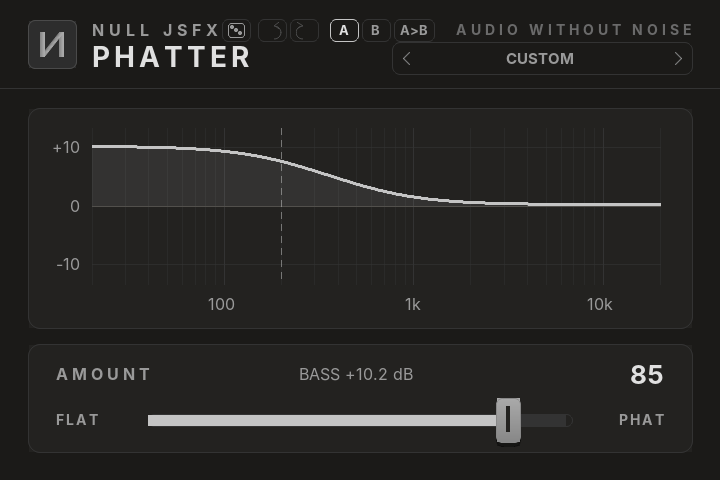 NULL JSFX A B A>B AUDIO WITHOUT NOISE
PHATTER CUSTOM
+10
0
-10
100 1k 10k
AMOUNT BASS +10.2 dB 85
FLAT PHAT